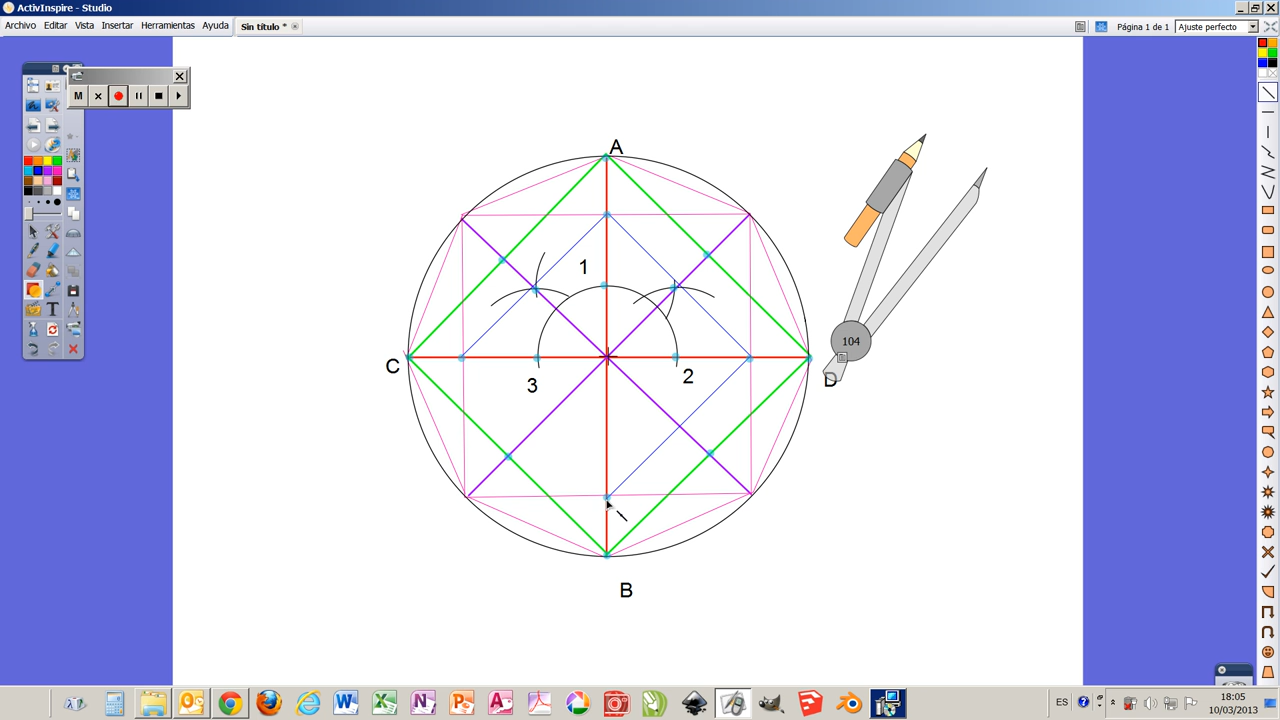 ActivInspire - Studio
Archivo Editar Vista Insertar Herramientas Ayuda
Sin título *
Página 1 de 1
Ajuste perfecto
M
A
1
104
C
D
3
2
B
T
ES
18:05
10/03/2013